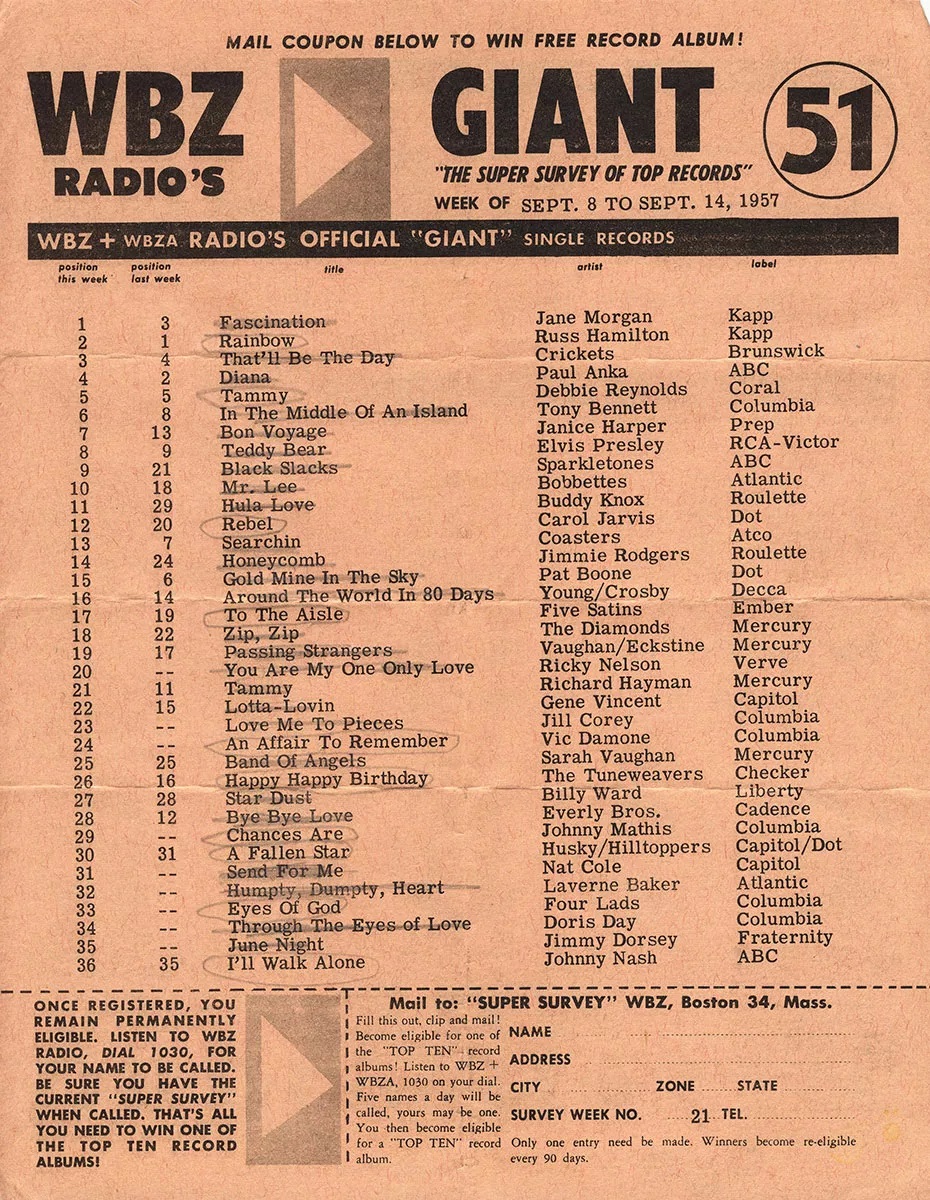 MAIL COUPON BELOW TO WIN FREE RECORD ALBUM!
WBZ RADIO'S GIANT 51
"THE SUPER SURVEY OF TOP RECORDS"
WEEK OF SEPT. 8 TO SEPT. 14, 1957
WBZ + WBZA RADIO'S OFFICIAL "GIANT" SINGLE RECORDS
position this week position last week title artist label
1 3 Fascination Jane Morgan Kapp
2 1 Rainbow Russ Hamilton Kapp
3 4 That'll Be The Day Crickets Brunswick
4 2 Diana Paul Anka ABC
5 5 Tammy Debbie Reynolds Coral
6 8 In The Middle Of An Island Tony Bennett Columbia
7 13 Bon Voyage Janice Harper Prep
8 9 Teddy Bear Elvis Presley RCA-Victor
9 21 Black Slacks Sparkletones ABC
10 18 Mr. Lee Bobbettes Atlantic
11 29 Hula Love Buddy Knox Roulette
12 20 Rebel Carol Jarvis Dot
13 7 Searchin Coasters Atco
14 24 Honeycomb Jimmie Rodgers Roulette
15 6 Gold Mine In The Sky Pat Boone Dot
16 14 Around The World In 80 Days Young/Crosby Decca
17 19 To The Aisle Five Satins Ember
18 22 Zip, Zip The Diamonds Mercury
19 17 Passing Strangers Vaughan/Eckstine Mercury
20 -- You Are My One Only Love Ricky Nelson Verve
21 11 Tammy Richard Hayman Mercury
22 15 Lotta-Lovin Gene Vincent Capitol
23 -- Love Me To Pieces Jill Corey Columbia
24 -- An Affair To Remember Vic Damone Columbia
25 25 Band Of Angels Sarah Vaughan Mercury
26 16 Happy Happy Birthday The Tuneweavers Checker
27 28 Star Dust Billy Ward Liberty
28 12 Bye Bye Love Everly Bros. Cadence
29 -- Chances Are Johnny Mathis Columbia
30 31 A Fallen Star Husky/Hilltoppers Capitol/Dot
31 -- Send For Me Nat Cole Capitol
32 -- Humpty, Dumpty, Heart Laverne Baker Atlantic
33 -- Eyes Of God Four Lads Columbia
34 -- Through The Eyes of Love Doris Day Columbia
35 -- June Night Jimmy Dorsey Fraternity
36 35 I'll Walk Alone Johnny Nash ABC
ONCE REGISTERED, YOU
REMAIN PERMANENTLY
ELIGIBLE. LISTEN TO WBZ
RADIO, DIAL 1030, FOR
YOUR NAME TO BE CALLED.
BE SURE YOU HAVE THE
CURRENT "SUPER SURVEY"
WHEN CALLED. THAT'S ALL
YOU NEED TO WIN ONE OF
THE TOP TEN RECORD
ALBUMS!
Mail to: "SUPER SURVEY" WBZ, Boston 34, Mass.
Fill this out, clip and mail!
Become eligible for one of
the "TOP TEN" record
albums! Listen to WBZ +
WBZA, 1030 on your dial.
Five names a day will be
called, yours may be one.
You then become eligible
for a "TOP TEN" record
album.
NAME
ADDRESS
CITY ZONE STATE
SURVEY WEEK NO. 21 TEL.
Only one entry need be made. Winners become re-eligible
every 90 days.